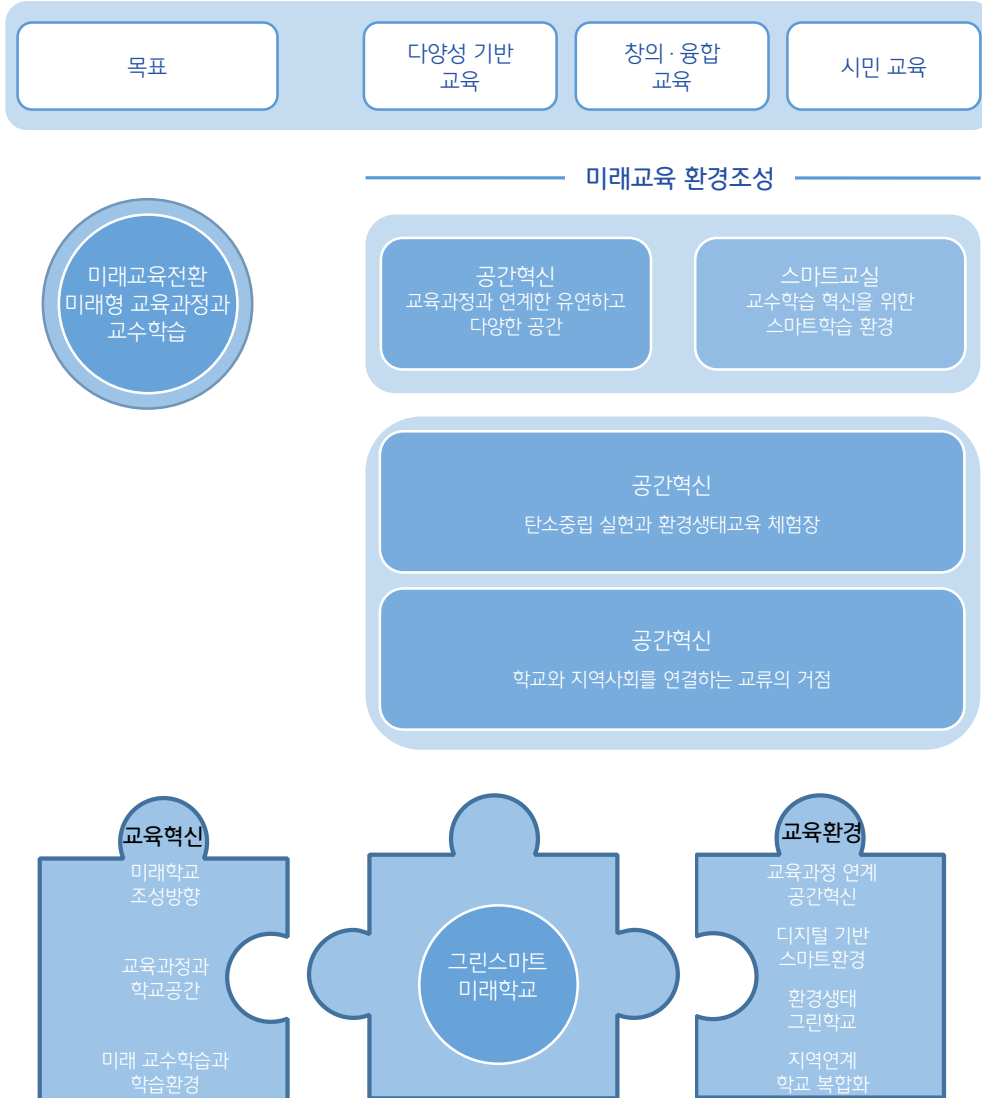 목표
다양성 기반
교육
창의·융합
교육
시민 교육
미래교육 환경조성
미래교육전환
미래형 교육과정과
교수학습
공간혁신
교육과정과 연계한 유연하고
다양한 공간
스마트교실
교수학습 혁신을 위한
스마트학습 환경
공간혁신
탄소중립 실현과 환경생태교육 체험장
공간혁신
학교와 지역사회를 연결하는 교류의 거점
교육혁신
미래학교
조성방향
교육과정과
학교공간
미래 교수학습과
학습환경
그린스마트
미래학교
교육환경
교육과정 연계
공간혁신
디지털 기반
스마트환경
환경생태
그린학교
지역연계
학교 복합화